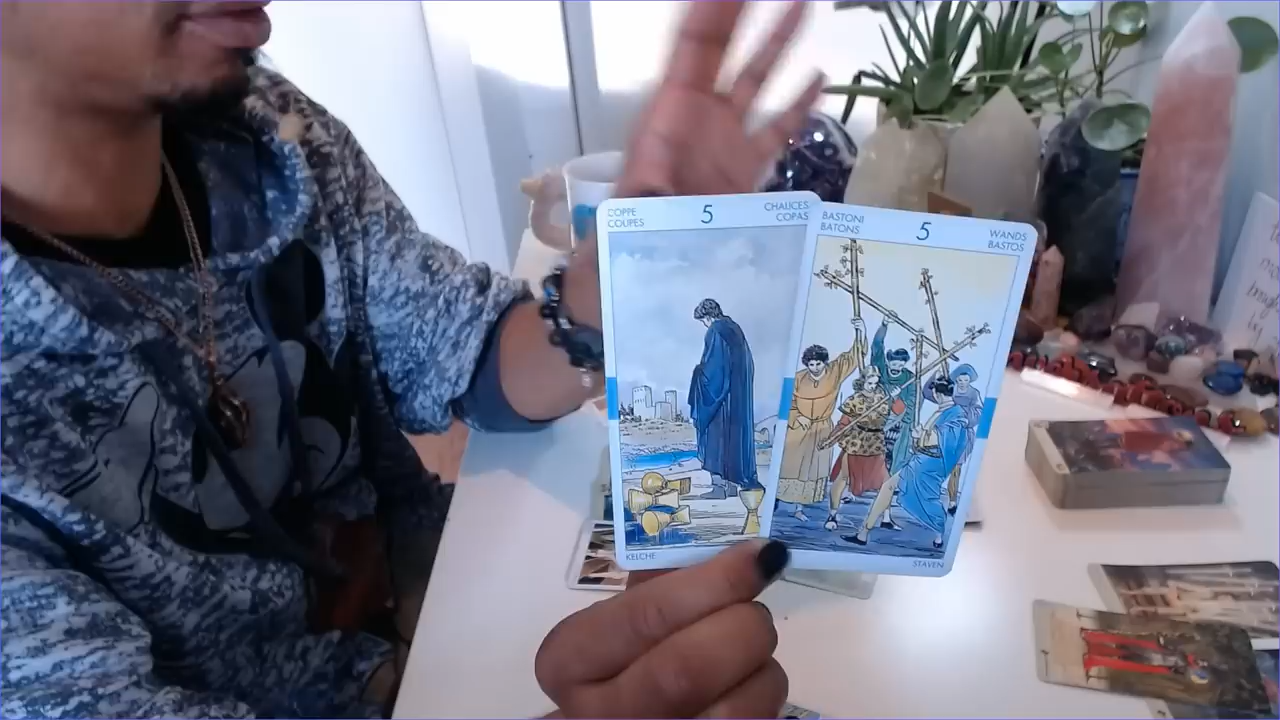 COPPE
COUPES
5
CHALICES
COPAS
KELCHE
BASTONI
BATONS
5
WANDS
BASTOS
STAVEN